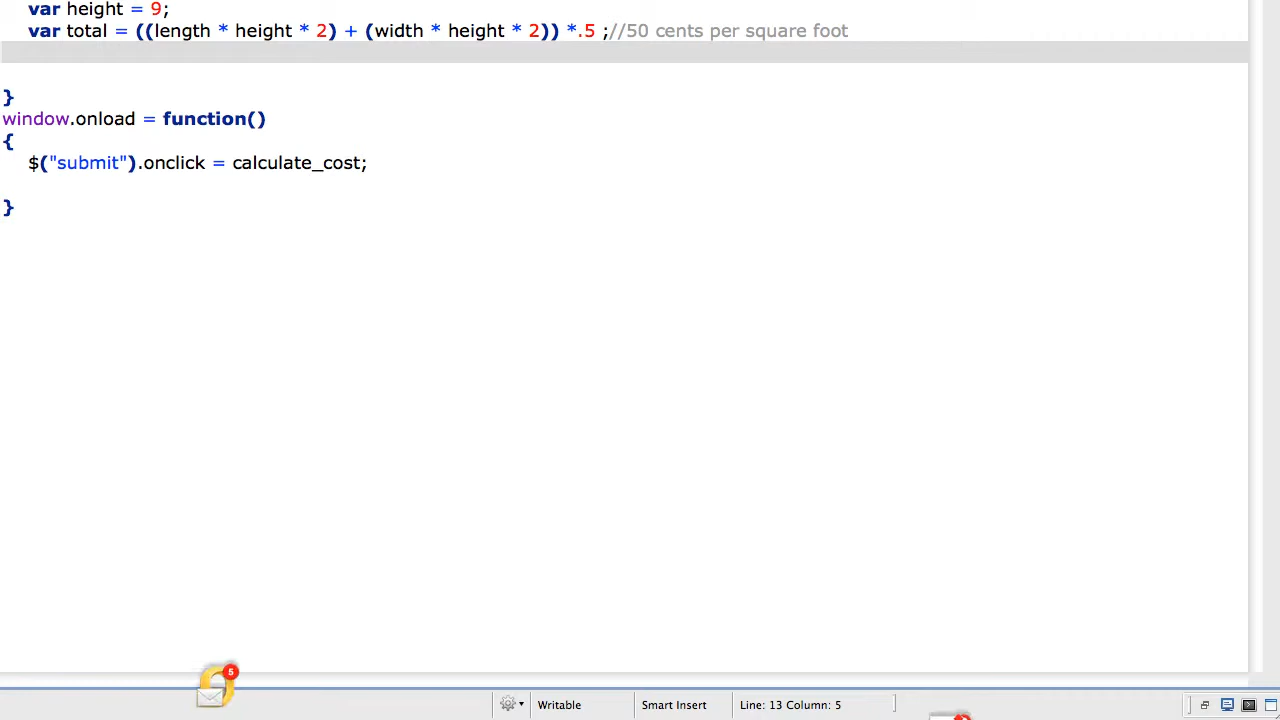 var height = 9;
var total = ((length * height * 2) + (width * height * 2)) *.5 ;//50 cents per square foot
}
window.onload = function()
{
$("submit").onclick = calculate_cost;
}
5
Writable
Smart Insert
Line: 13 Column: 5